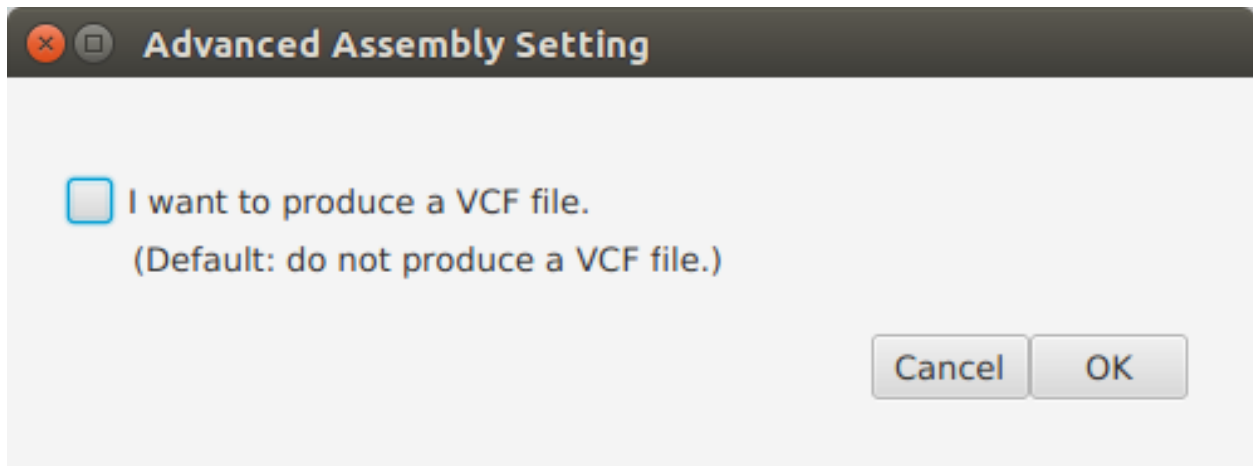 Advanced Assembly Setting
I want to produce a VCF file.
(Default: do not produce a VCF file.)
Cancel OK